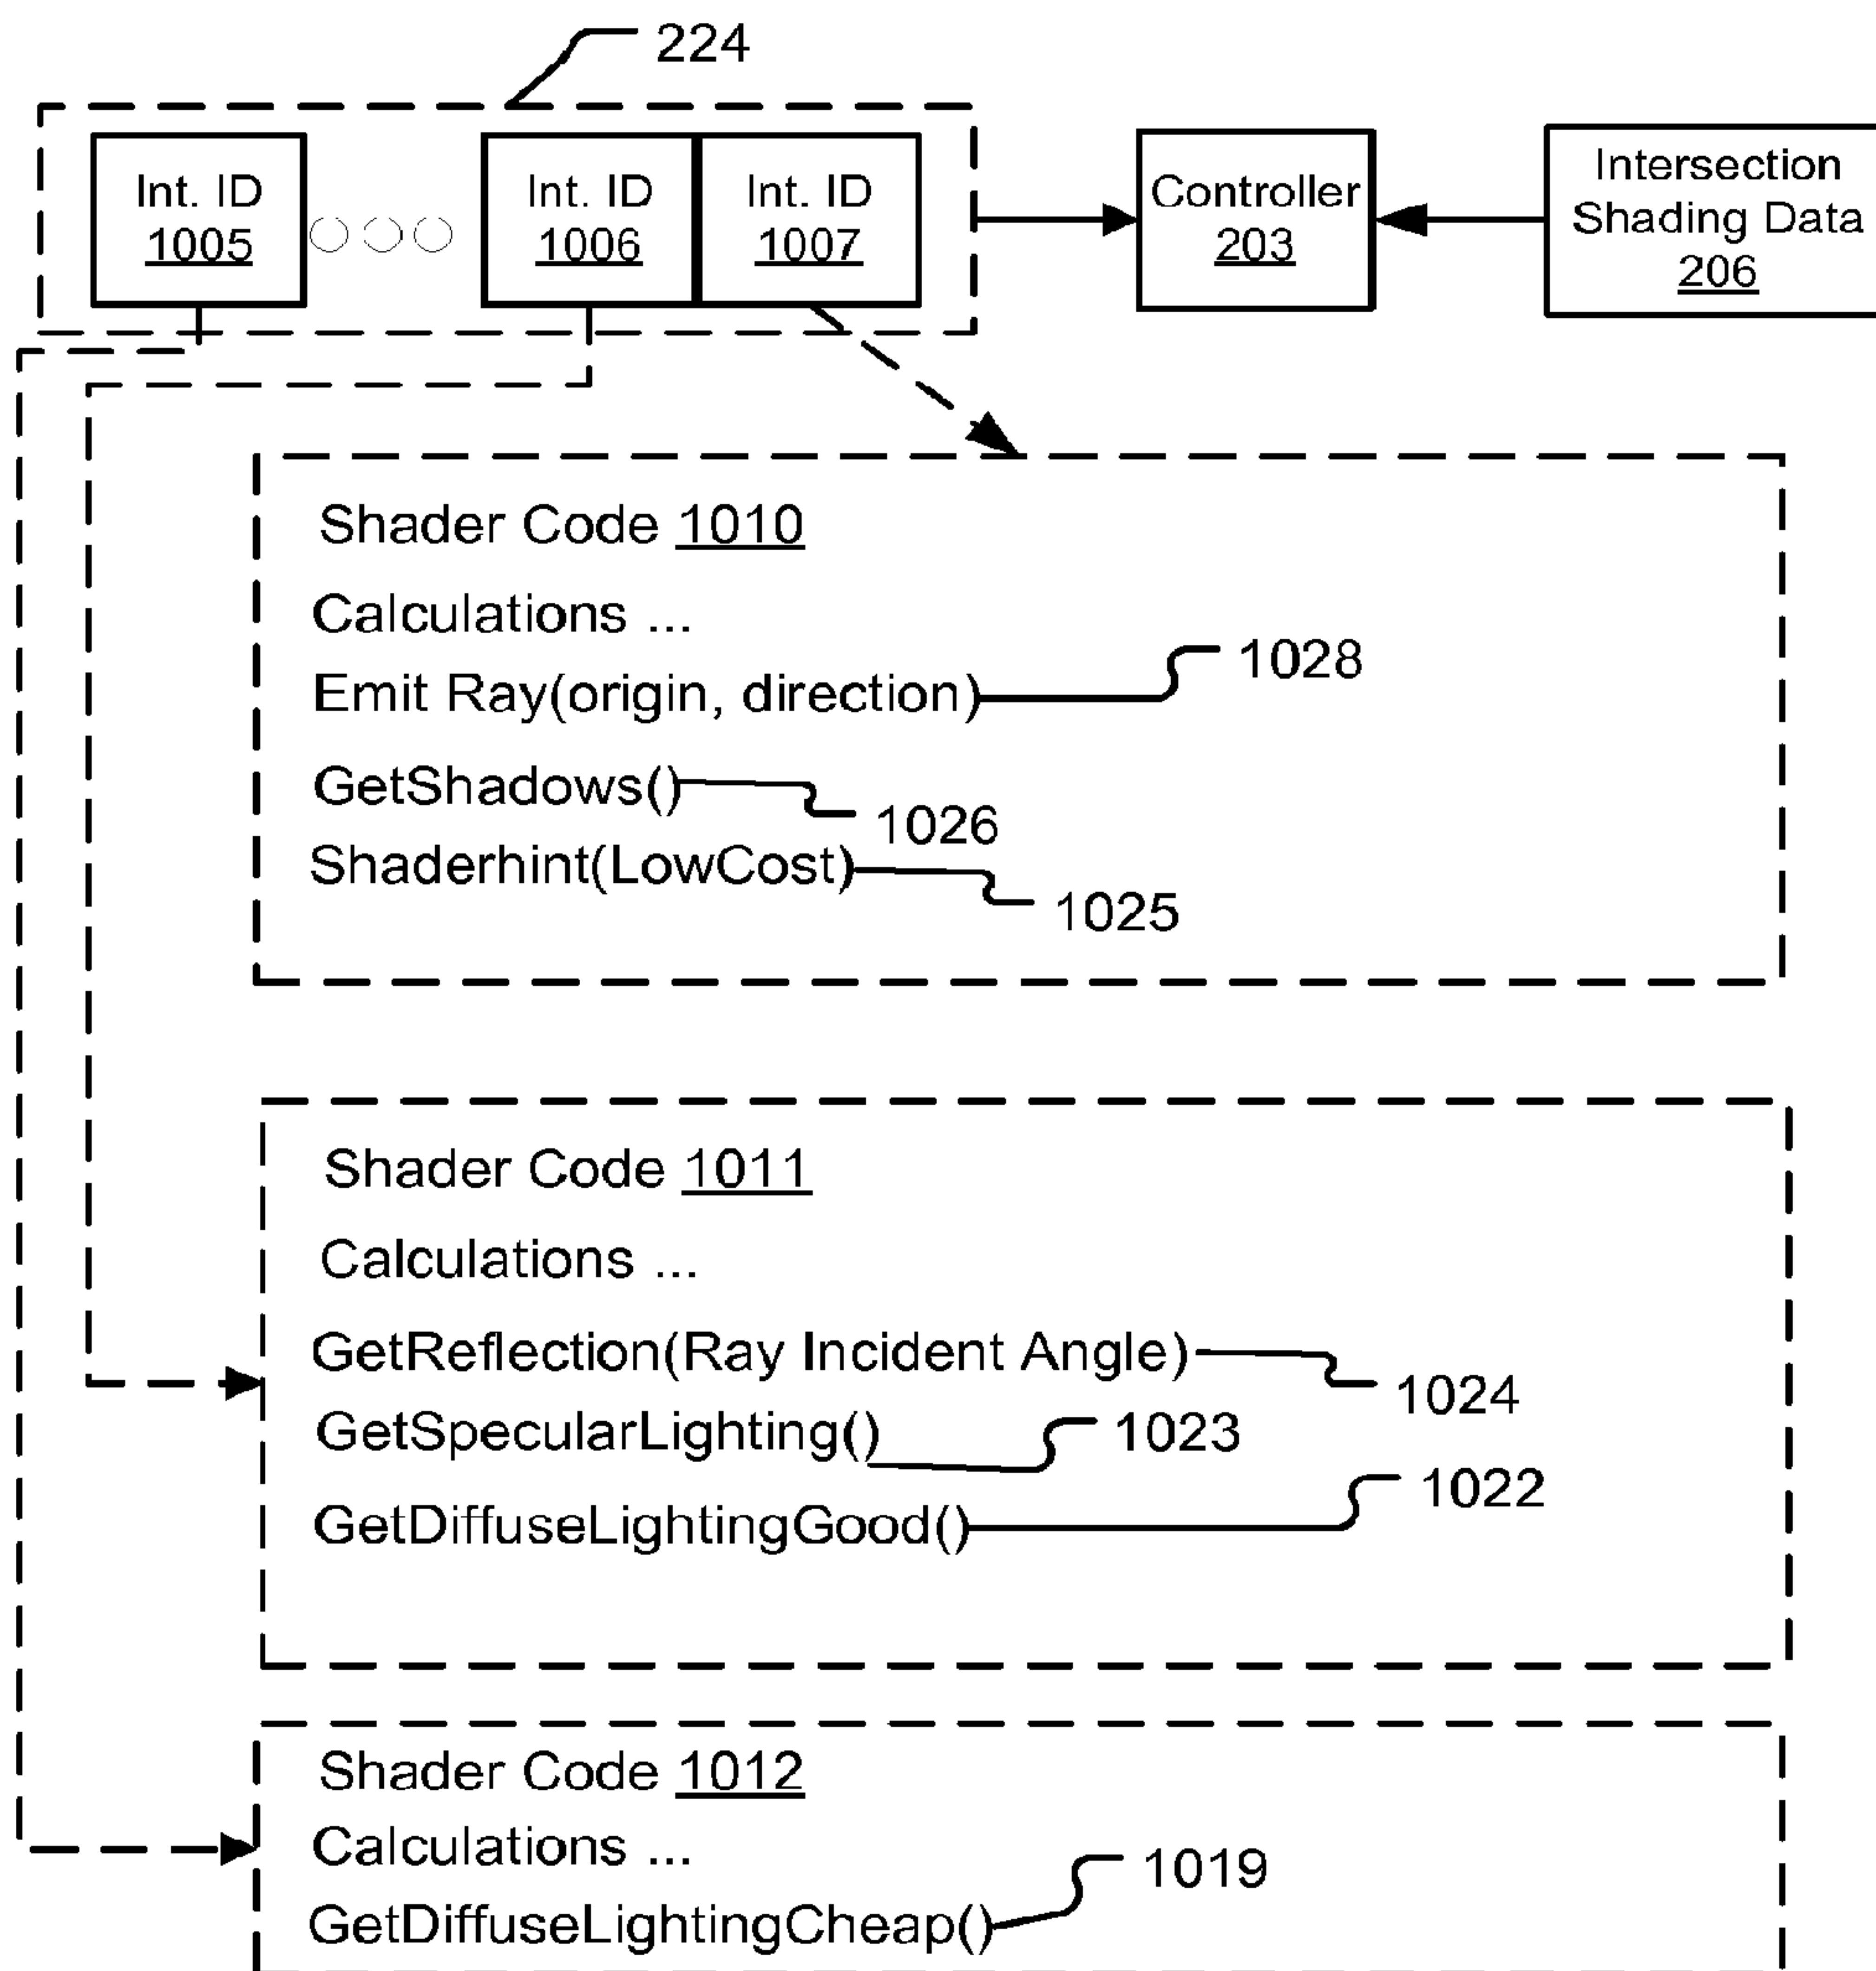 224
Int. ID
1005
Int. ID
1006
Int. ID
1007
Controller
203
Intersection
Shading Data
206
Shader Code 1010
Calculations ...
Emit Ray(origin, direction)
1028
GetShadows()
1026
Shaderhint(LowCost)
1025
Shader Code 1011
Calculations ...
GetReflection(Ray Incident Angle)
1024
GetSpecularLighting()
1023
GetDiffuseLightingGood()
1022
Shader Code 1012
Calculations ...
GetDiffuseLightingCheap()
1019